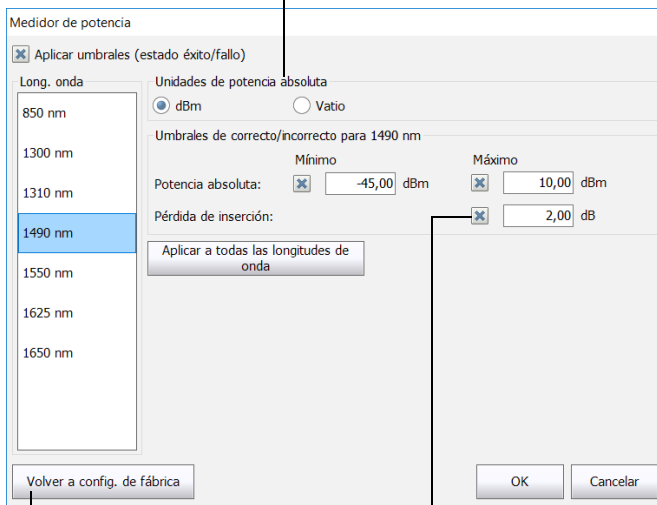 Medidor de potencia
Aplicar umbrales (estado éxito/fallo)
Long. onda
850 nm
1300 nm
1310 nm
1490 nm
1550 nm
1625 nm
1650 nm
Unidades de potencia absoluta
dBm Vatio
Umbrales de correcto/incorrecto para 1490 nm
Mínimo Máximo
Potencia absoluta: -45,00 dBm 10,00 dBm
Pérdida de inserción: 2,00 dB
Aplicar a todas las longitudes de
onda
Volver a config. de fábrica OK Cancelar